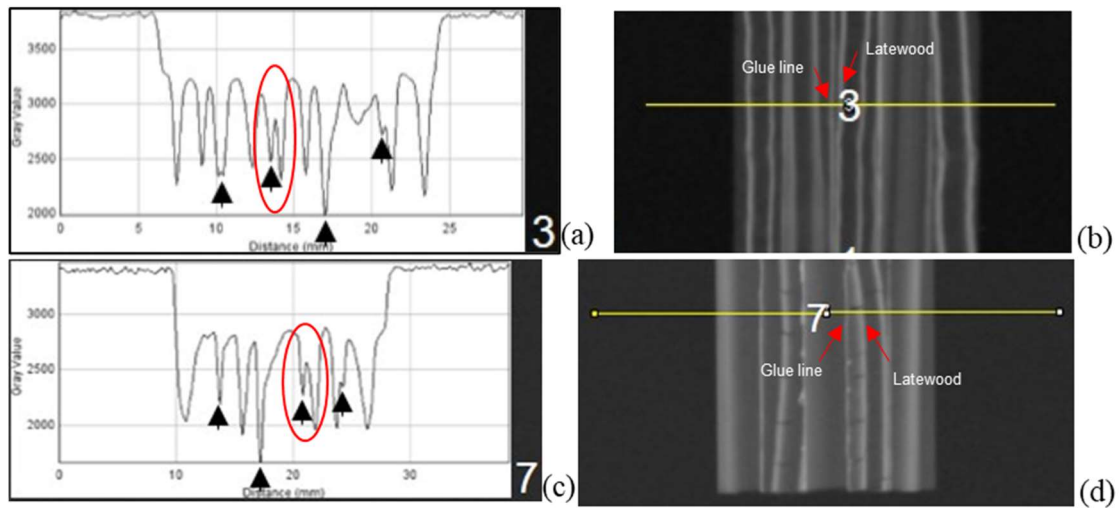 3500
3000
2500
2000
Gray Value
0 5 10 15 20 25
Distance (mm)
3
(a)
Glue line
Latewood
3
(b)
3000
2500
2000
Gray Value
0 10 20 30
Distance (mm)
7
(c)
7
Glue line
Latewood
(d)